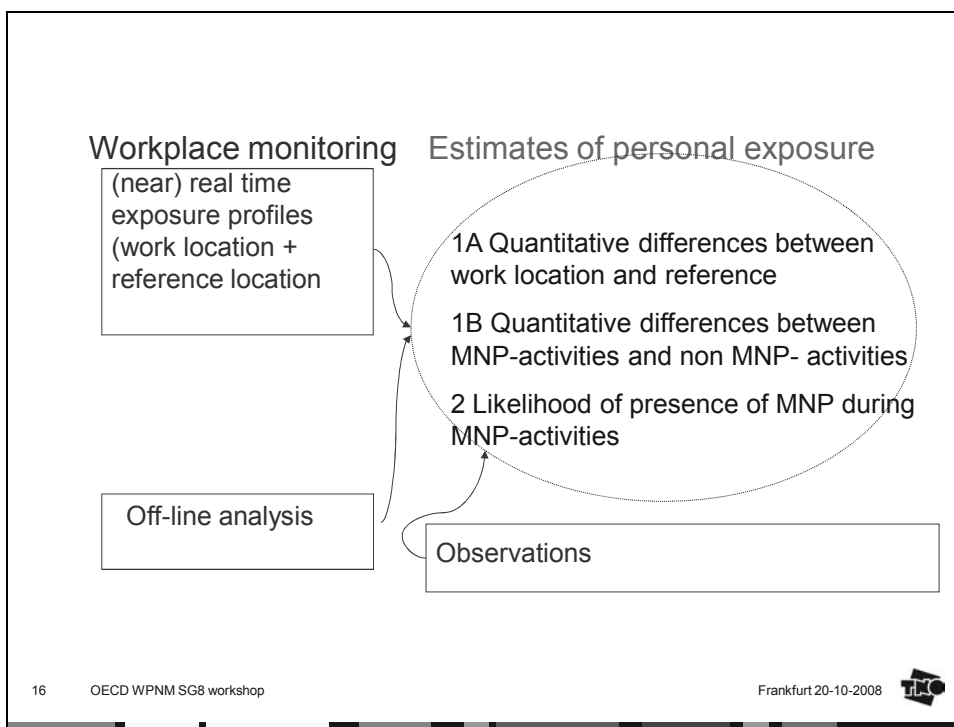 Workplace monitoring
(near) real time
exposure profiles
(work location +
reference location
Off-line analysis
Estimates of personal exposure
1A Quantitative differences between
work location and reference
1B Quantitative differences between
MNP-activities and non MNP- activities
2 Likelihood of presence of MNP during
MNP-activities
Observations
16 OECD WPNM SG8 workshop
Frankfurt 20-10-2008
TNO